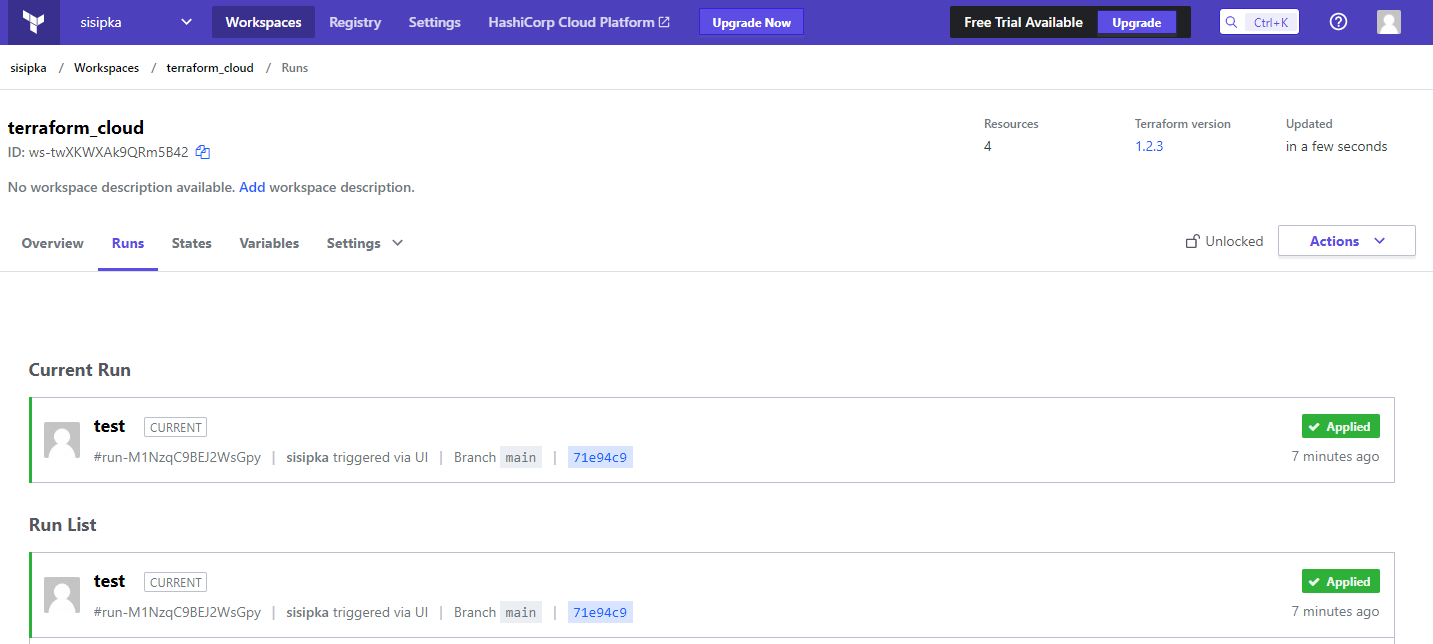 sisipka Workspaces Registry Settings HashiCorp Cloud Platform Upgrade Now Free Trial Available Upgrade Ctrl+K
sisipka / Workspaces / terraform_cloud / Runs
terraform_cloud
ID: ws-twXKWXAk9QRm5B42
No workspace description available. Add workspace description.
Resources Terraform version Updated
4 1.2.3 in a few seconds
Overview Runs States Variables Settings Unlocked Actions
Current Run
test CURRENT Applied
#run-M1NzqC9BEJ2WsGpy | sisipka triggered via UI | Branch main | 71e94c9 7 minutes ago
Run List
test CURRENT Applied
#run-M1NzqC9BEJ2WsGpy | sisipka triggered via UI | Branch main | 71e94c9 7 minutes ago